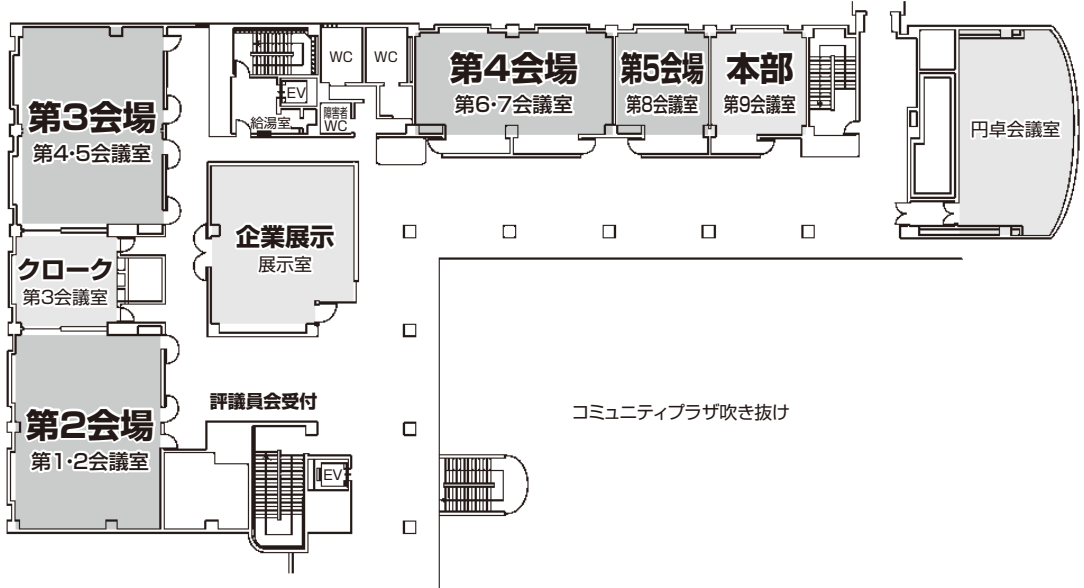 第3会場
第4・5会議室
WC
WC
EV
給湯室
障害者
WC
第4会場
第6・7会議室
第5会場
第8会議室
本部
第9会議室
円卓会議室
企業展示
展示室
クローク
第3会議室
第2会場
第1・2会議室
評議員会受付
EV
コミュニティプラザ吹き抜け